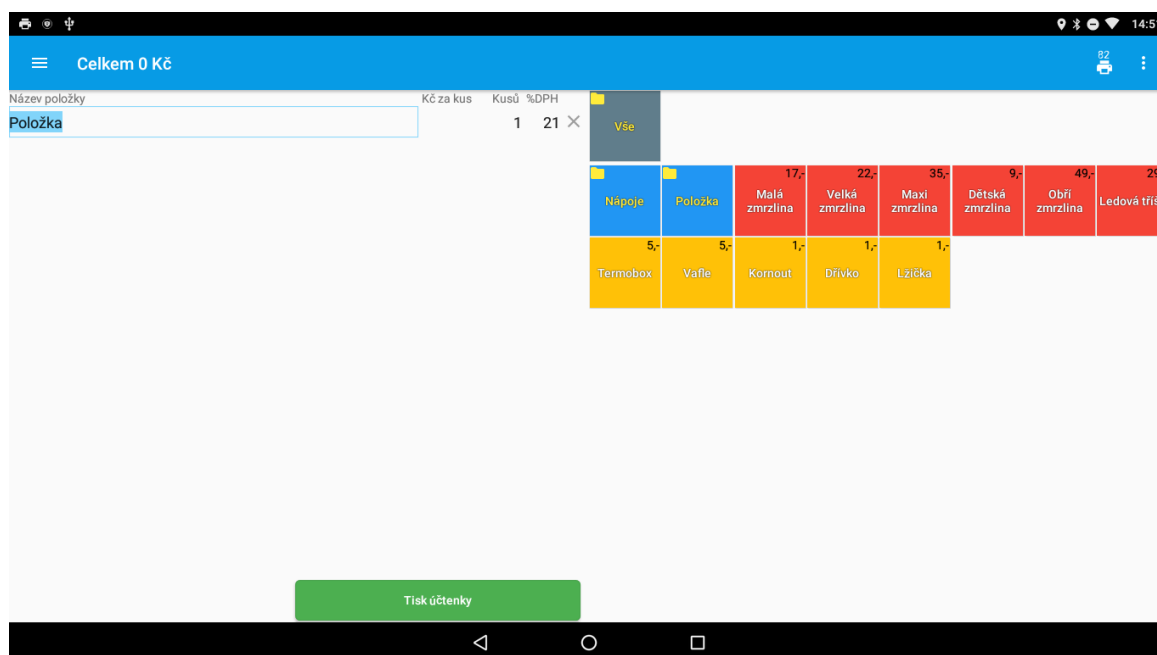 14:5
Celkem 0 Kč
82
Název položky Kč za kus Kusů %DPH
Položka 1 21
Vše
Nápoje
Položka
17,-
Malá
zmrzlina
22,-
Velká
zmrzlina
35,-
Maxi
zmrzlina
9,-
Dětská
zmrzlina
49,-
Obří
zmrzlina
29
Ledová tříš
5,-
Termobox
5,-
Vafle
1,-
Kornout
1,-
Dřívko
1,-
Lžička
Tisk účtenky